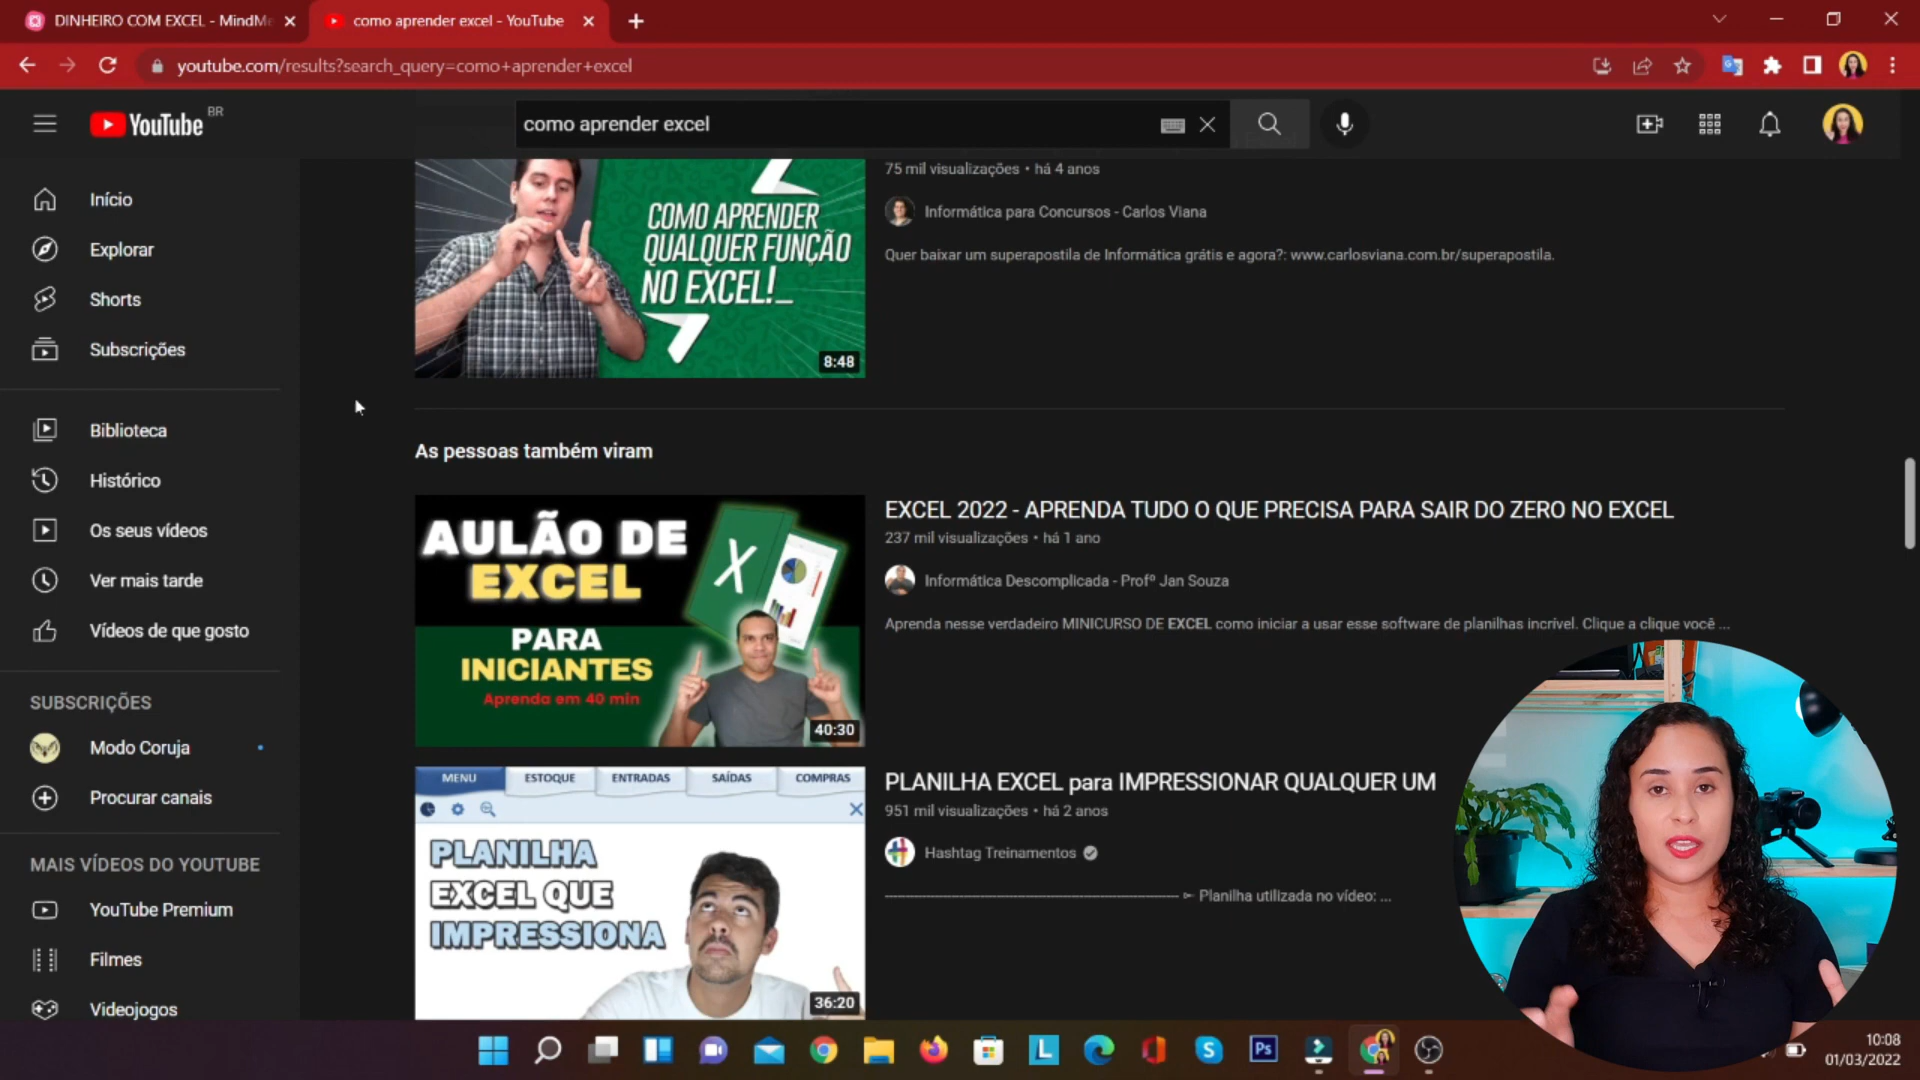 DINHEIRO COM EXCEL - MindMe
como aprender excel - YouTube
youtube.com/results?search_query=como+aprender+excel
YouTube BR
como aprender excel
Início
Explorar
Shorts
Subscrições
Biblioteca
Histórico
Os seus vídeos
Ver mais tarde
Vídeos de que gosto
SUBSCRIÇÕES
Modo Coruja
Procurar canais
MAIS VÍDEOS DO YOUTUBE
YouTube Premium
Filmes
Videojogos
COMO APRENDER
QUALQUER FUNÇÃO
NO EXCEL!_
8:48
75 mil visualizações • há 4 anos
Informática para Concursos - Carlos Viana
Quer baixar um superapostila de Informática grátis e agora?: www.carlosviana.com.br/superapostila.
As pessoas também viram
AULÃO DE
EXCEL
PARA
INICIANTES
Aprenda em 40 min
40:30
EXCEL 2022 - APRENDA TUDO O QUE PRECISA PARA SAIR DO ZERO NO EXCEL
237 mil visualizações • há 1 ano
Informática Descomplicada - Profº Jan Souza
Aprenda nesse verdadeiro MINICURSO DE EXCEL como iniciar a usar esse software de planilhas incrível. Clique a clique você ...
MENU ESTOQUE ENTRADAS SAÍDAS COMPRAS
PLANILHA
EXCEL QUE
IMPRESSIONA
36:20
PLANILHA EXCEL para IMPRESSIONAR QUALQUER UM
951 mil visualizações • há 2 anos
Hashtag Treinamentos
Planilha utilizada no vídeo: ...
L
S
Ps
10:08
01/03/2022